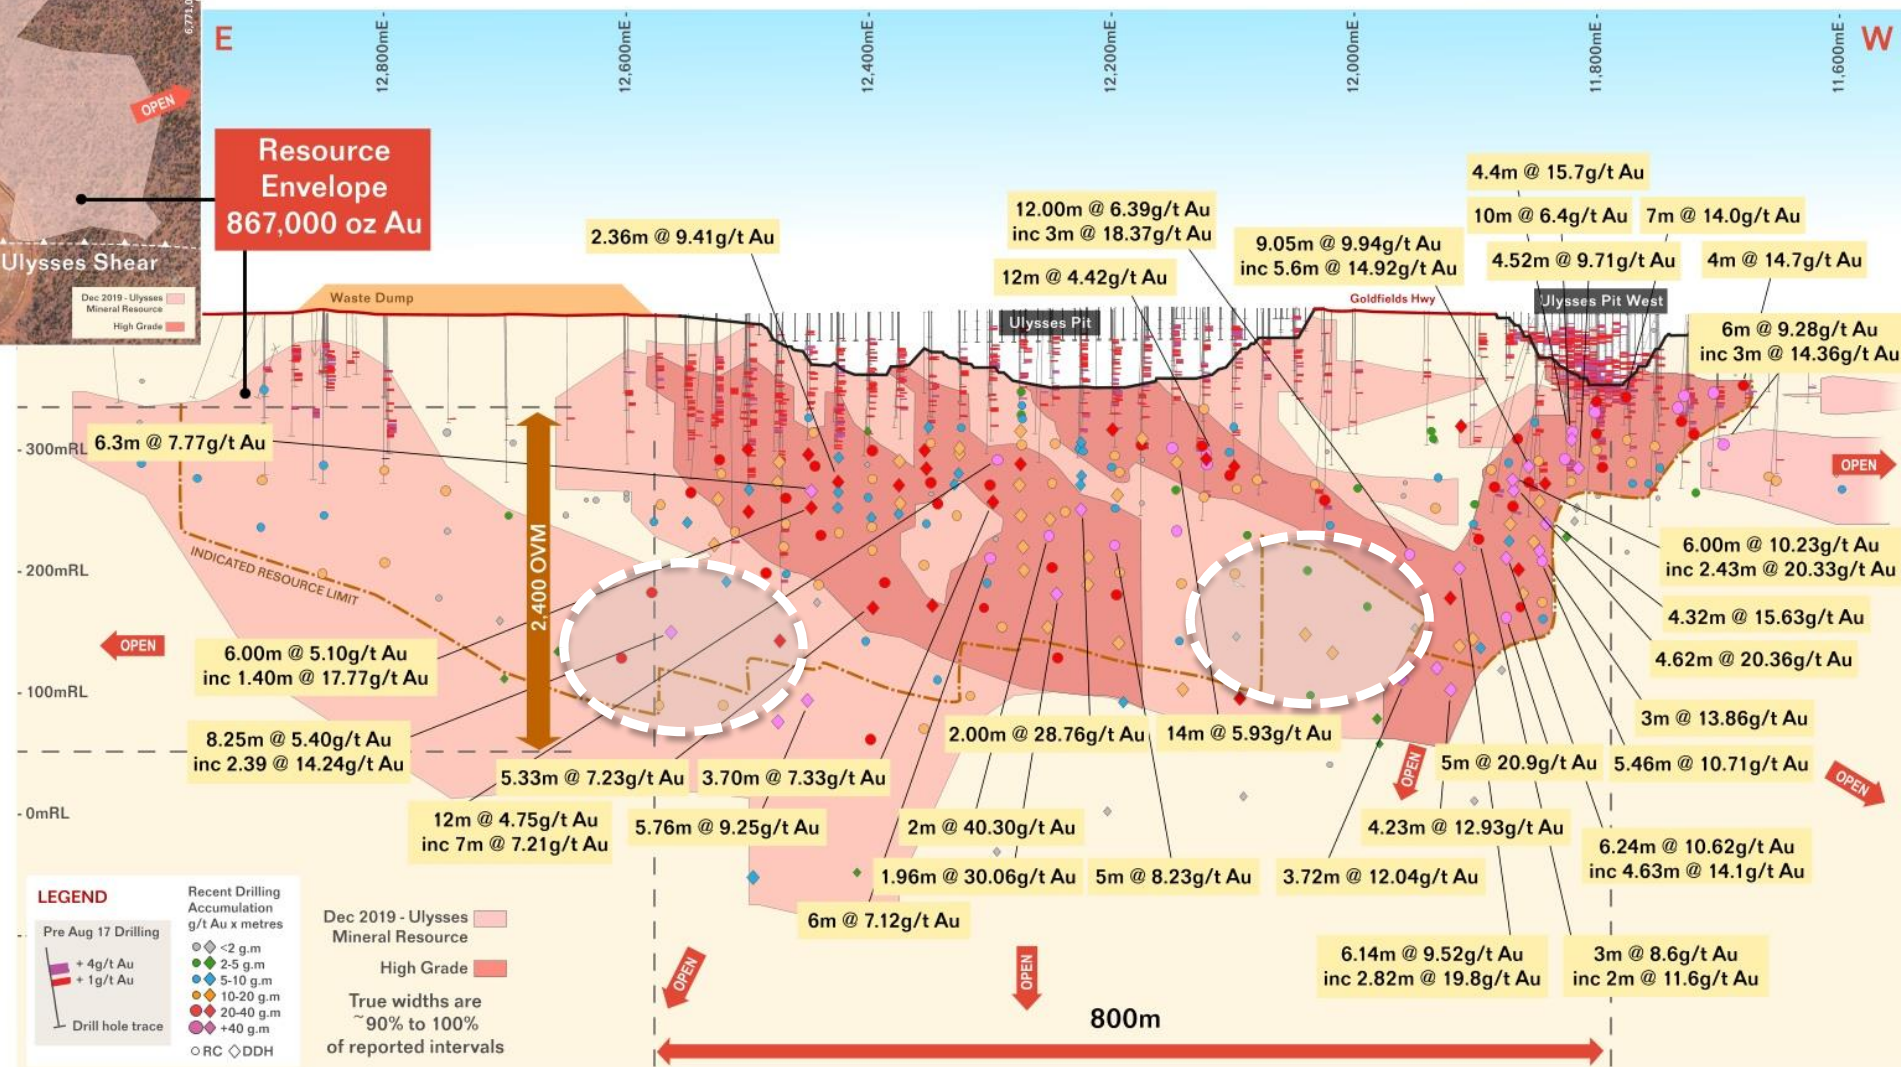 6,771,0
E
12,800mE
12,600mE
12,400mE
12,200mE
12,000mE
11,800mE
11,600mE
W
OPEN
Resource
Envelope
867,000 oz Au
Ulysses Shear
Dec 2019 - Ulysses
Mineral Resource
High Grade
Waste Dump
2.36m @ 9.41g/t Au
12.00m @ 6.39g/t Au
inc 3m @ 18.37g/t Au
12m @ 4.42g/t Au
Ulysses Pit
9.05m @ 9.94g/t Au
inc 5.6m @ 14.92g/t Au
Goldfields Hwy
4.4m @ 15.7g/t Au
10m @ 6.4g/t Au
7m @ 14.0g/t Au
4.52m @ 9.71g/t Au
4m @ 14.7g/t Au
Ulysses Pit West
6m @ 9.28g/t Au
inc 3m @ 14.36g/t Au
6.3m @ 7.77g/t Au
300mRL
200mRL
100mRL
0mRL
INDICATED RESOURCE LIMIT
2,400 OVM
OPEN
OPEN
6.00m @ 5.10g/t Au
inc 1.40m @ 17.77g/t Au
8.25m @ 5.40g/t Au
inc 2.39 @ 14.24g/t Au
5.33m @ 7.23g/t Au
3.70m @ 7.33g/t Au
12m @ 4.75g/t Au
inc 7m @ 7.21g/t Au
5.76m @ 9.25g/t Au
2.00m @ 28.76g/t Au
14m @ 5.93g/t Au
2m @ 40.30g/t Au
1.96m @ 30.06g/t Au
5m @ 8.23g/t Au
6m @ 7.12g/t Au
6.00m @ 10.23g/t Au
inc 2.43m @ 20.33g/t Au
4.32m @ 15.63g/t Au
4.62m @ 20.36g/t Au
3m @ 13.86g/t Au
OPEN
5m @ 20.9g/t Au
5.46m @ 10.71g/t Au
OPEN
4.23m @ 12.93g/t Au
3.72m @ 12.04g/t Au
6.24m @ 10.62g/t Au
inc 4.63m @ 14.1g/t Au
6.14m @ 9.52g/t Au
inc 2.82m @ 19.8g/t Au
3m @ 8.6g/t Au
inc 2m @ 11.6g/t Au
OPEN
OPEN
800m
LEGEND
Pre Aug 17 Drilling
+ 4g/t Au
+ 1g/t Au
Drill hole trace
Recent Drilling
Accumulation
g/t Au x metres
<2 g.m
2-5 g.m
5-10 g.m
10-20 g.m
20-40 g.m
+40 g.m
RC DDH
Dec 2019 - Ulysses
Mineral Resource
High Grade
True widths are
~90% to 100%
of reported intervals